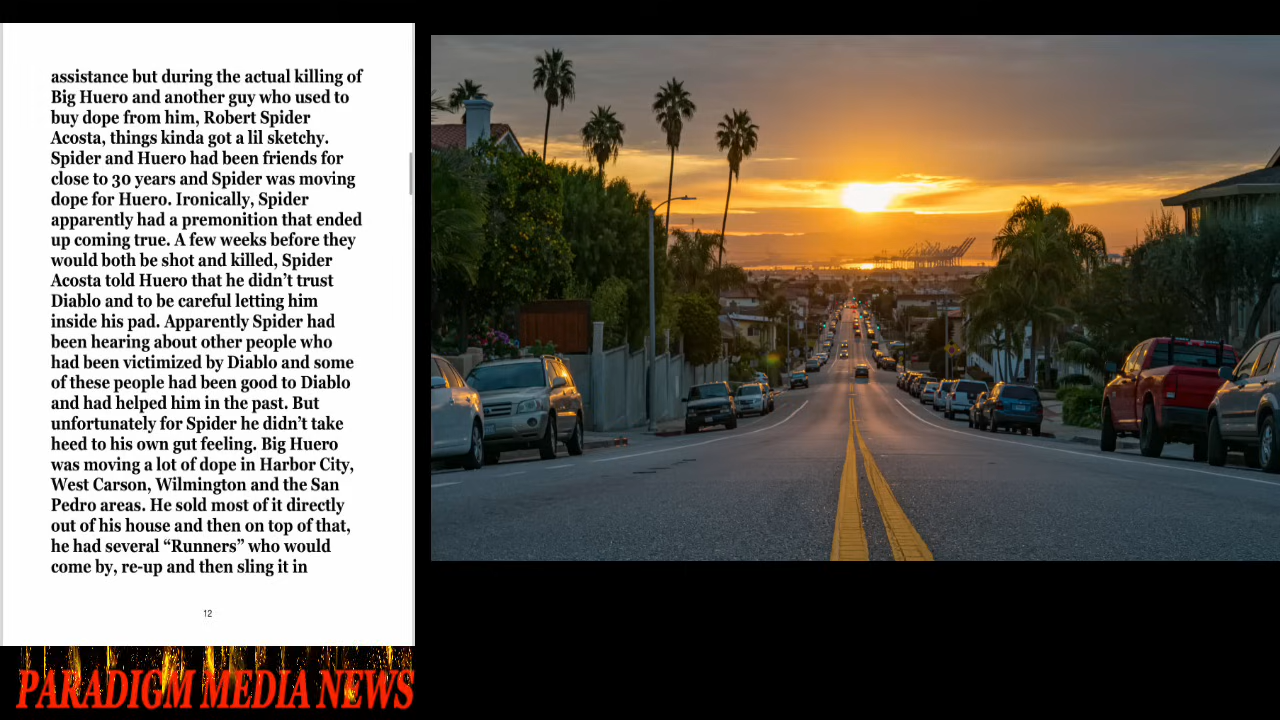 assistance but during the actual killing of
Big Huero and another guy who used to
buy dope from him, Robert Spider
Acosta, things kinda got a lil sketchy.
Spider and Huero had been friends for
close to 30 years and Spider was moving
dope for Huero. Ironically, Spider
apparently had a premonition that ended
up coming true. A few weeks before they
would both be shot and killed, Spider
Acosta told Huero that he didn’t trust
Diablo and to be careful letting him
inside his pad. Apparently Spider had
been hearing about other people who
had been victimized by Diablo and some
of these people had been good to Diablo
and had helped him in the past. But
unfortunately for Spider he didn’t take
heed to his own gut feeling. Big Huero
was moving a lot of dope in Harbor City,
West Carson, Wilmington and the San
Pedro areas. He sold most of it directly
out of his house and then on top of that,
he had several “Runners” who would
come by, re-up and then sling it in
12
PARADIGM MEDIA NEWS